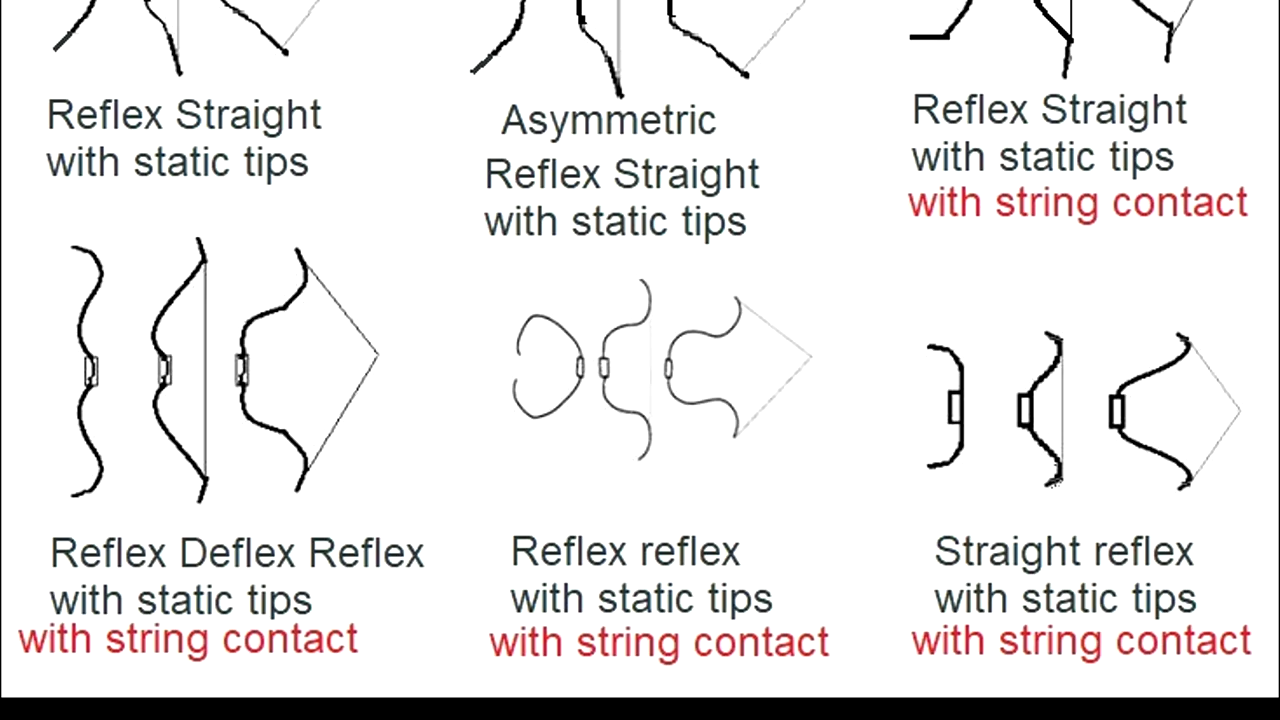 Reflex Straight
with static tips
Asymmetric
Reflex Straight
with static tips
Reflex Straight
with static tips
with string contact
Reflex Deflex Reflex
with static tips
with string contact
Reflex reflex
with static tips
with string contact
Straight reflex
with static tips
with string contact